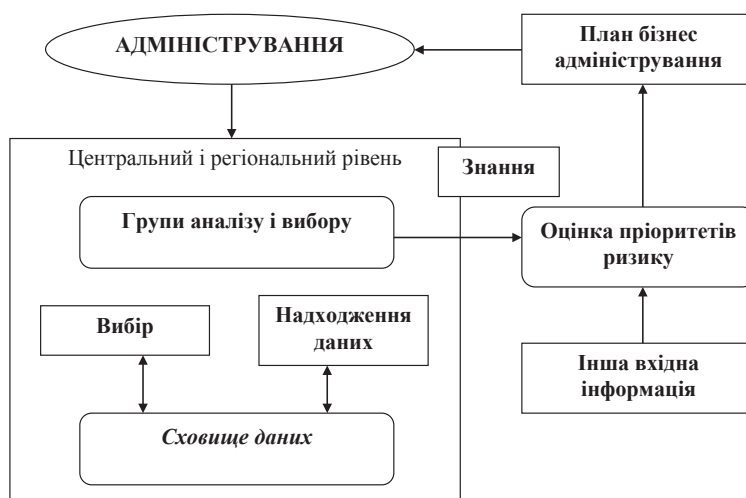 АДМІНІСТРУВАННЯ
План бізнес
адміністрування
Центральний і регіональний рівень
Знання
Групи аналізу і вибору
Оцінка пріоритетів
ризику
Вибір
Надходження
даних
Інша вхідна
інформація
Сховище даних